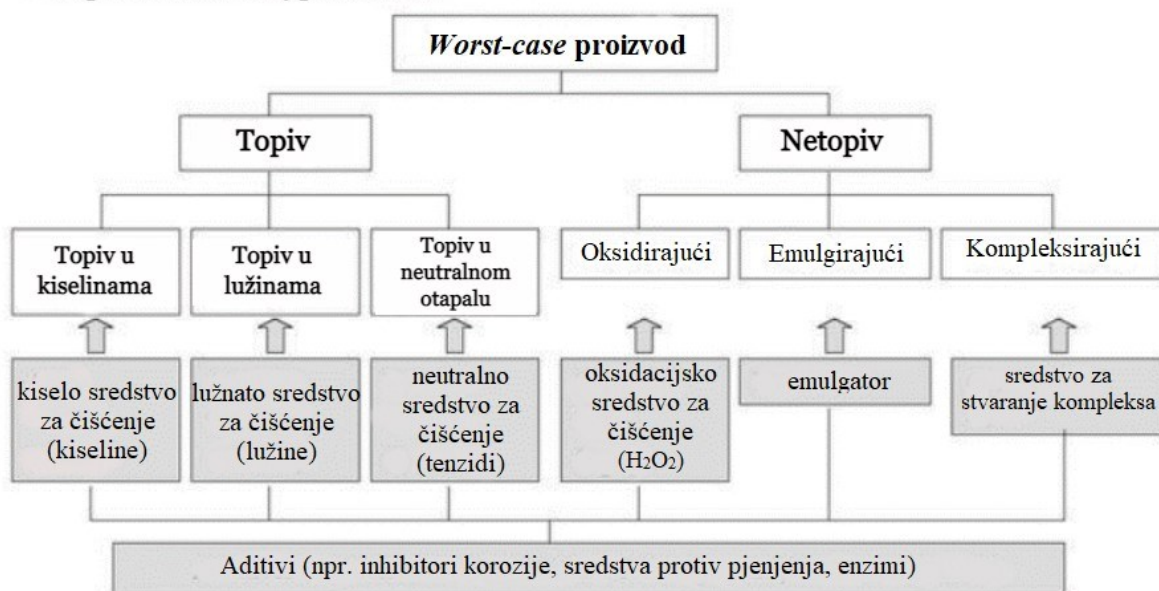 Worst-case proizvod
Topiv
Netopiv
Topiv u
kiselinama
Topiv u
lužinama
Topiv u
neutralnom
otapalu
Oksidirajući
Emulgirajući
Kompleksirajući
kiselo sredstvo
za čišćenje
(kiseline)
lužnato sredstvo
za čišćenje
(lužine)
neutralno
sredstvo za
čišćenje
(tenzidi)
oksidacijsko
sredstvo za
čišćenje
(H₂O₂)
emulgator
sredstvo za
stvaranje kompleksa
Aditivi (npr. inhibitori korozije, sredstva protiv pjenjenja, enzimi)